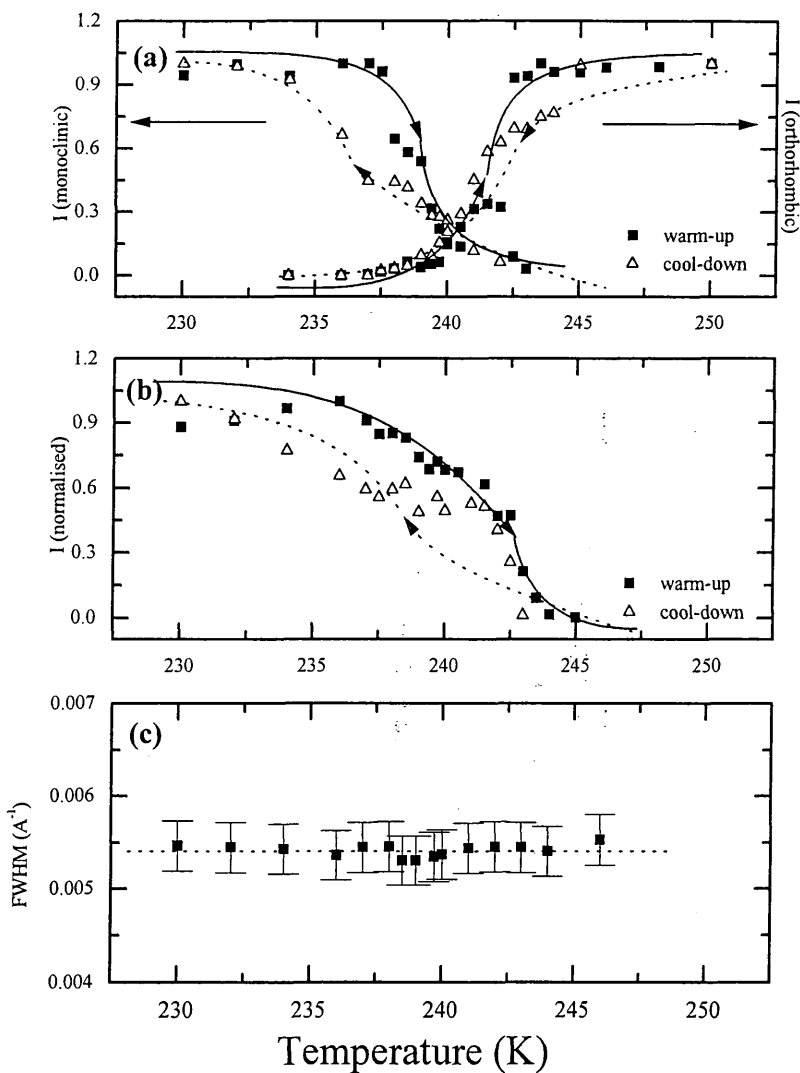 1.2
(a)
0.9
0.6
0.3
0.0
I (monoclinic)
I (orthorhombic)
warm-up
cool-down
230 235 240 245 250
1.2
(b)
0.9
0.6
0.3
0.0
I (normalised)
warm-up
cool-down
230 235 240 245 250
0.007
(c)
0.006
0.005
0.004
FWHM (A⁻¹)
230 235 240 245 250
Temperature (K)